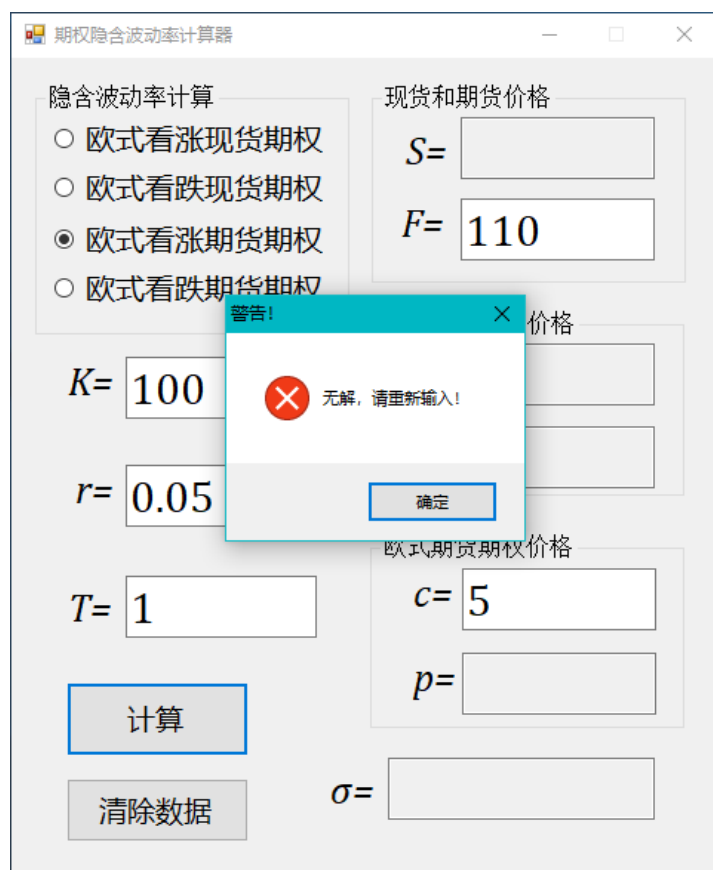 期权隐含波动率计算器
隐含波动率计算
欧式看涨现货期权
欧式看跌现货期权
欧式看涨期货期权
欧式看跌期货期权
现货和期货价格
S=
F= 110
警告!
无解，请重新输入!
确定
价格
K= 100
r= 0.05
T= 1
欧式期货期权价格
c= 5
p=
计算
清除数据
σ=